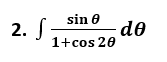 2. ∫ sin θ / 1+cos 2θ dθ